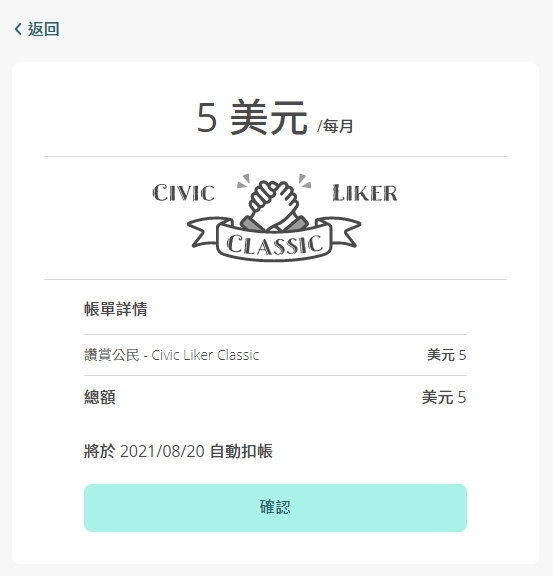 返回
5 美元 /每月
CIVIC LIKER
CLASSIC
帳單詳情
讚賞公民 - Civic Liker Classic 美元 5
總額 美元 5
將於 2021/08/20 自動扣帳
確認